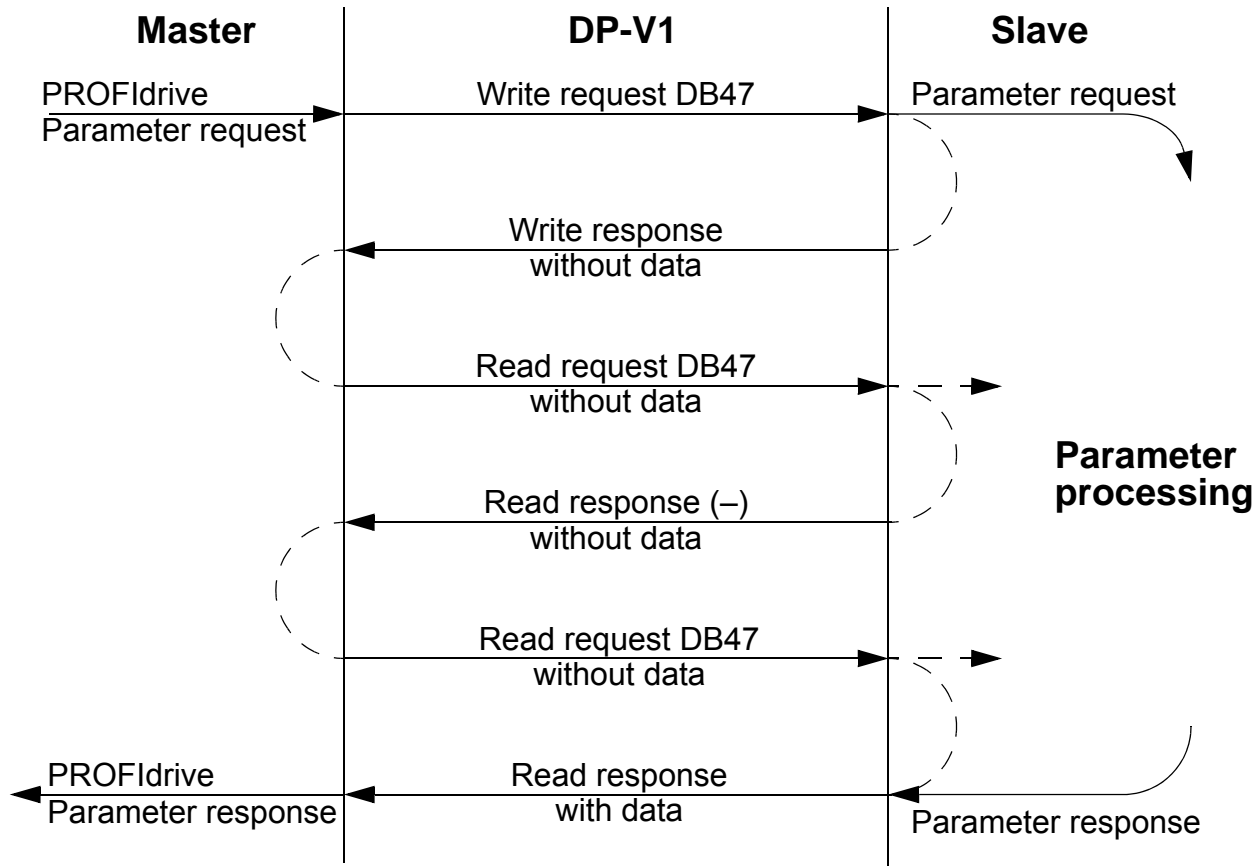 Master
DP-V1
Slave
PROFIdrive
Parameter request
Write request DB47
Parameter request
Write response
without data
Read request DB47
without data
Parameter
processing
Read response (–)
without data
Read request DB47
without data
PROFIdrive
Parameter response
Read response
with data
Parameter response